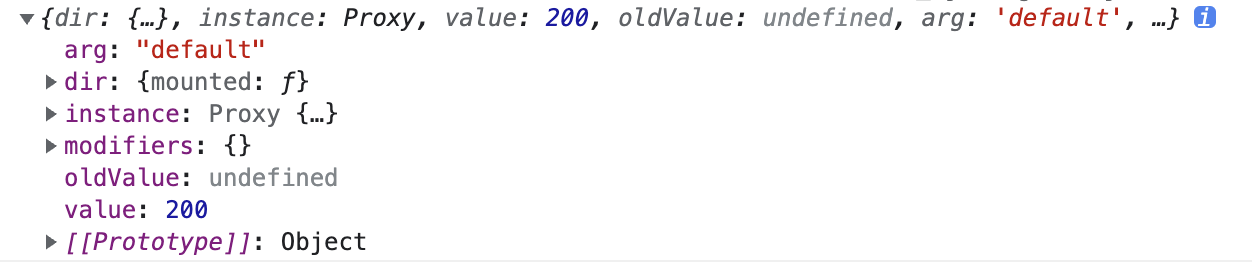 ▼{dir: {…}, instance: Proxy, value: 200, oldValue: undefined, arg: 'default', …} i
arg: "default"
▶dir: {mounted: ƒ}
▶instance: Proxy {…}
▶modifiers: {}
oldValue: undefined
value: 200
▶[[Prototype]]: Object